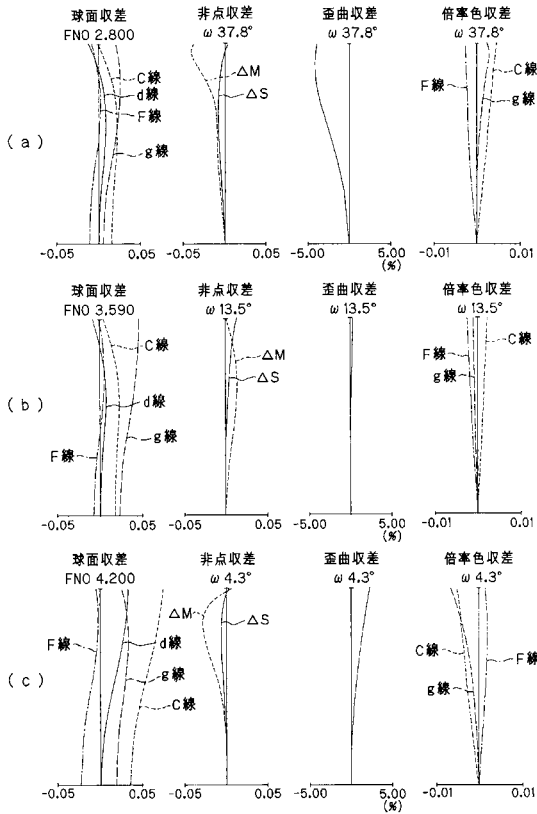 球面収差 非点収差 歪曲収差 倍率色収差
FNO 2.800 ω 37.8° ω 37.8° ω 37.8°
C線 ΔM C線
d線 ΔS F線
F線 g線
(a) g線
-0.05 0.05 -0.05 0.05 -5.00 5.00 -0.01 0.01
(%)
球面収差 非点収差 歪曲収差 倍率色収差
FNO 3.590 ω 13.5° ω 13.5° ω 13.5°
C線 ΔM F線 C線
(b) d線 ΔS g線
g線
F線
-0.05 0.05 -0.05 0.05 -5.00 5.00 -0.01 0.01
(%)
球面収差 非点収差 歪曲収差 倍率色収差
FNO 4.200 ω 4.3° ω 4.3° ω 4.3°
F線 d線 ΔM ΔS C線 F線
(c) g線 g線
C線
-0.05 0.05 -0.05 0.05 -5.00 5.00 -0.01 0.01
(%)